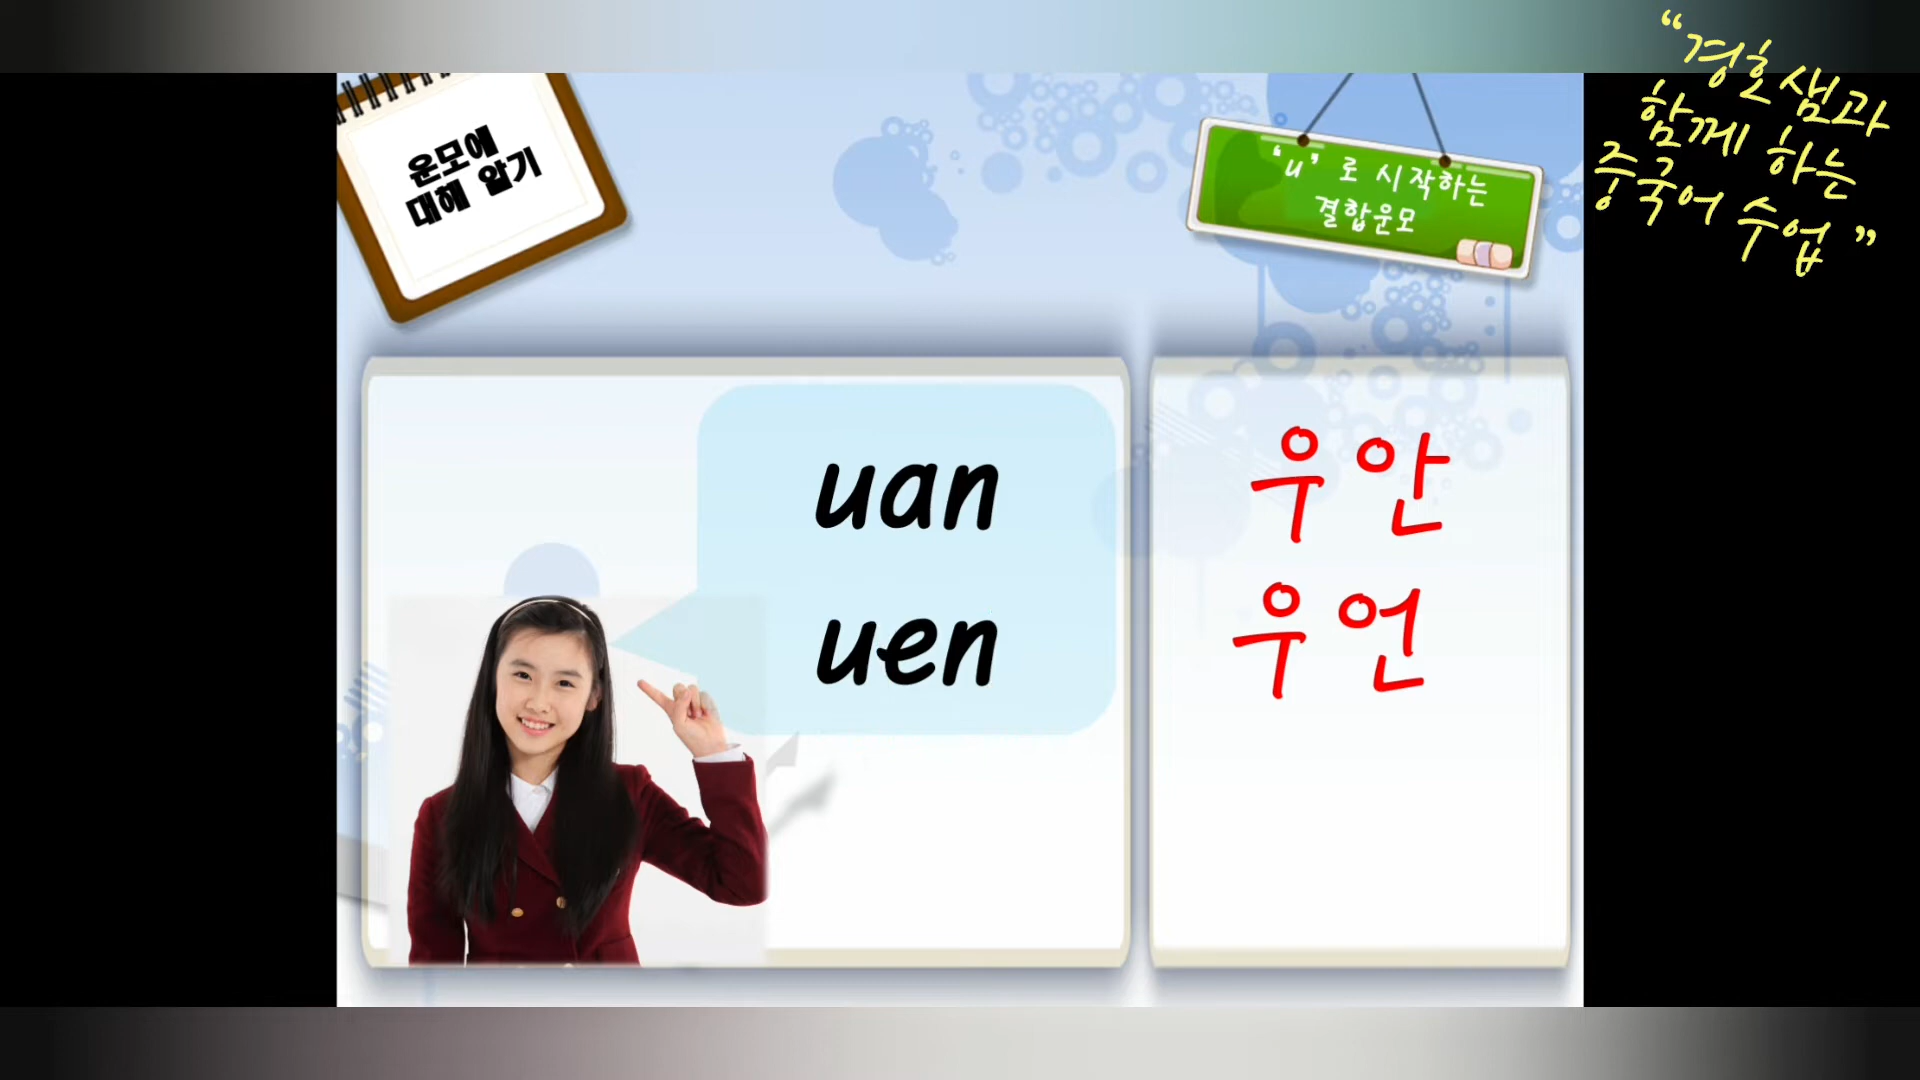 운모에
대해 알기
‘u’ 로 시작하는
결합운모
“경호샘과
함께 하는
중국어 수업”
uan
우안
uen
우언